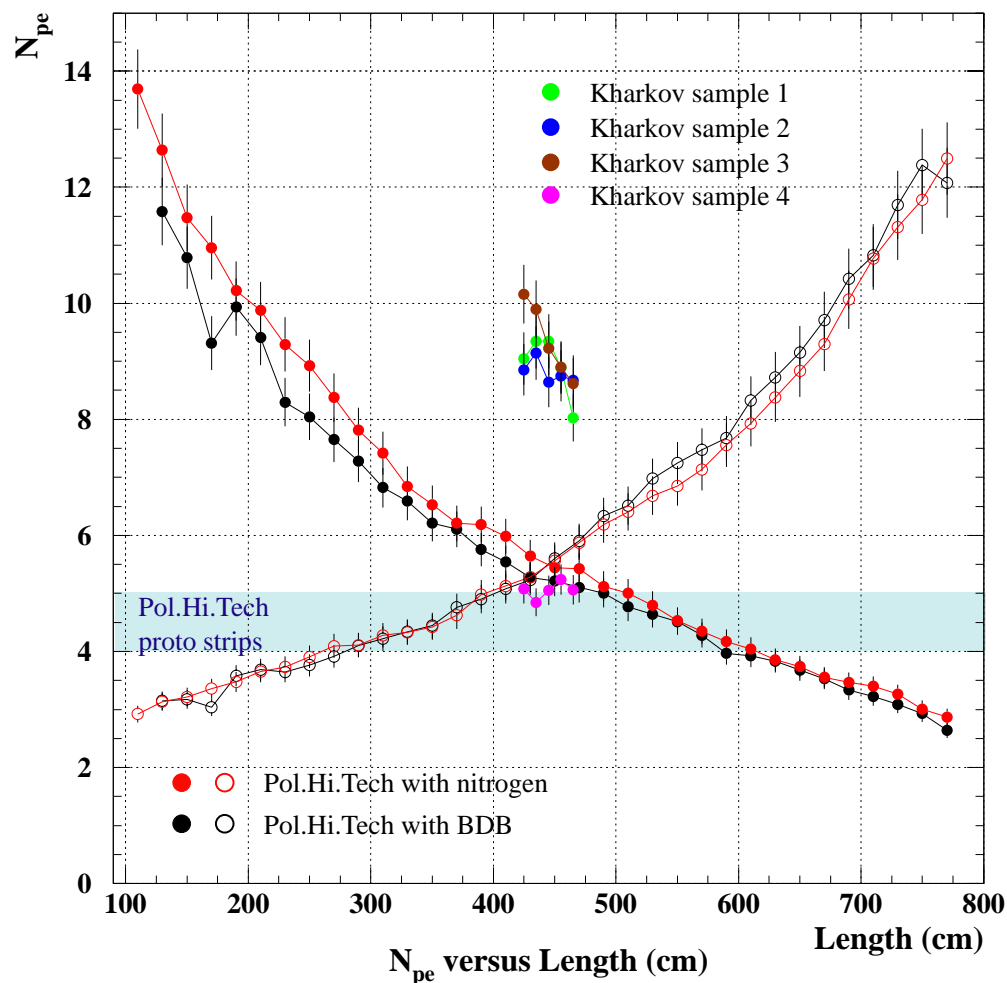 N_pe
14
12
10
8
6
4
2
0
Kharkov sample 1
Kharkov sample 2
Kharkov sample 3
Kharkov sample 4
Pol.Hi.Tech
proto strips
Pol.Hi.Tech with nitrogen
Pol.Hi.Tech with BDB
100 200 300 400 500 600 700 800
Length (cm)
N_pe versus Length (cm)